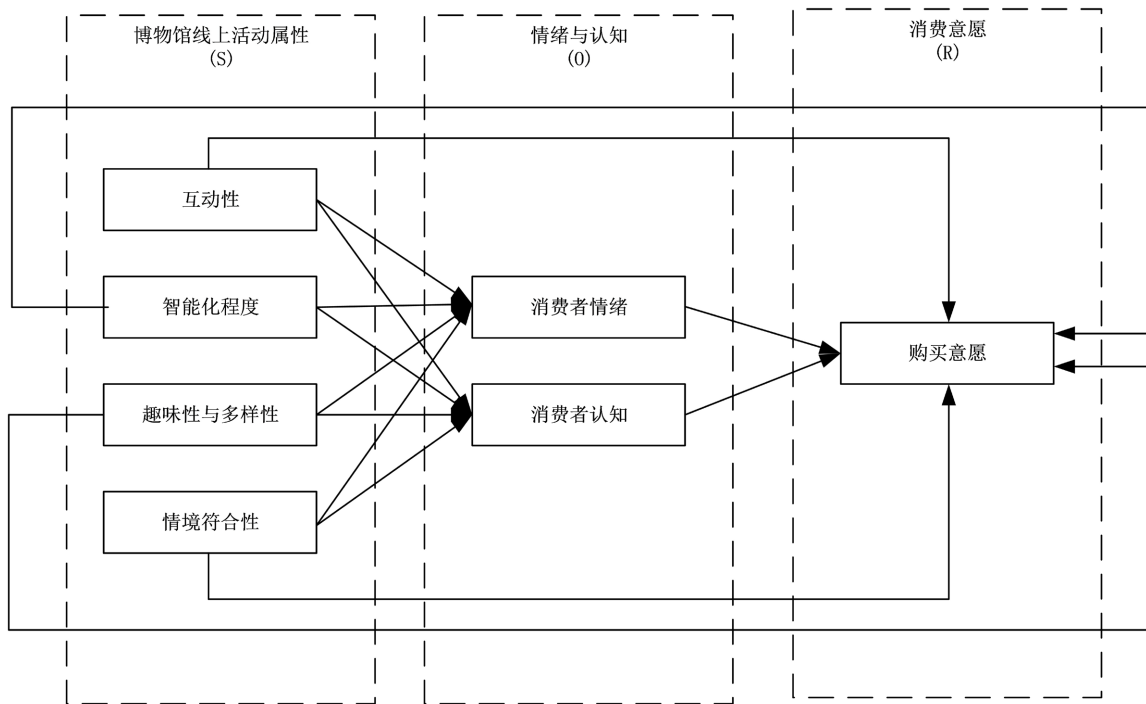 博物馆线上活动属性
(S)
情绪与认知
(O)
消费意愿
(R)
互动性
智能化程度
趣味性与多样性
情境符合性
消费者情绪
消费者认知
购买意愿